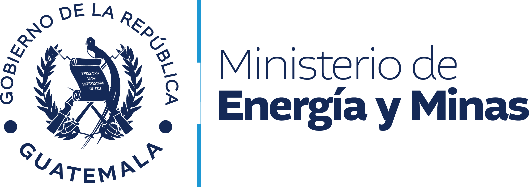 GOBIERNO DE LA REPÚBLICA
GUATEMALA
Ministerio de
Energía y Minas